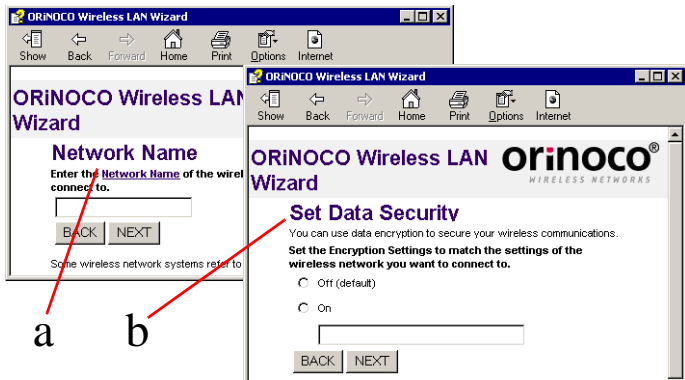 ORiNOCO Wireless LAN Wizard
Show Back Forward Home Print Options Internet
ORiNOCO Wireless LAN
Wizard
Network Name
Enter the Network Name of the
connect to.
BACK NEXT
Some wireless network systems refer to
a
b
ORiNOCO Wireless LAN Wizard
Show Back Forward Home Print Options Internet
ORiNOCO Wireless LAN
Wizard
orinoco®
WIRELESS NETWORKS
Set Data Security
You can use data encryption to secure your wireless communications.
Set the Encryption Settings to match the settings of the
wireless network you want to connect to.
Off (default)
On
BACK NEXT